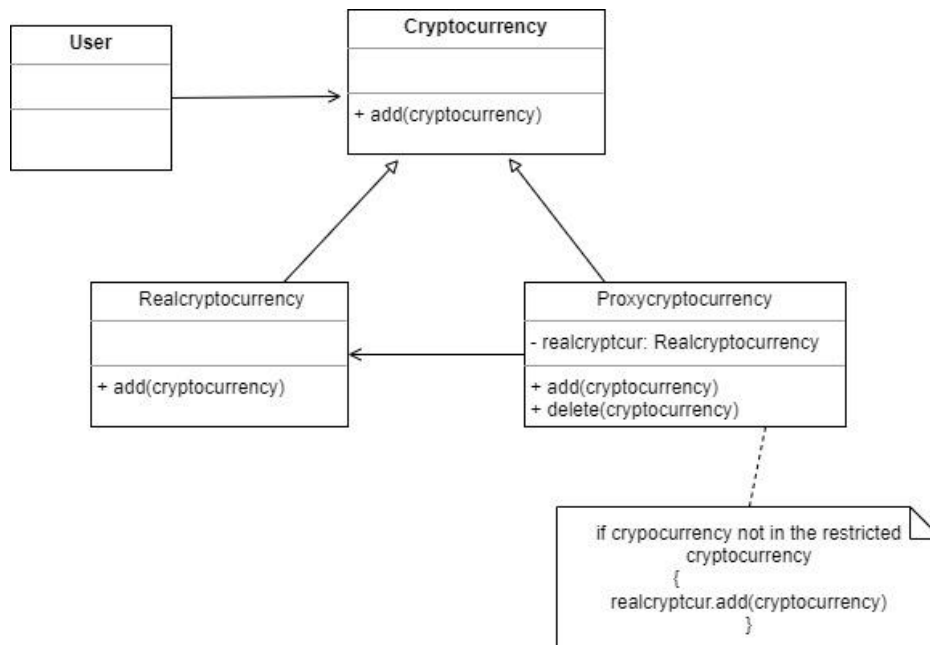 User
Cryptocurrency
+ add(cryptocurrency)
Realcryptocurrency
+ add(cryptocurrency)
Proxycryptocurrency
- realcryptcur: Realcryptocurrency
+ add(cryptocurrency)
+ delete(cryptocurrency)
if crypocurrency not in the restricted
cryptocurrency
{
realcryptcur.add(cryptocurrency)
}